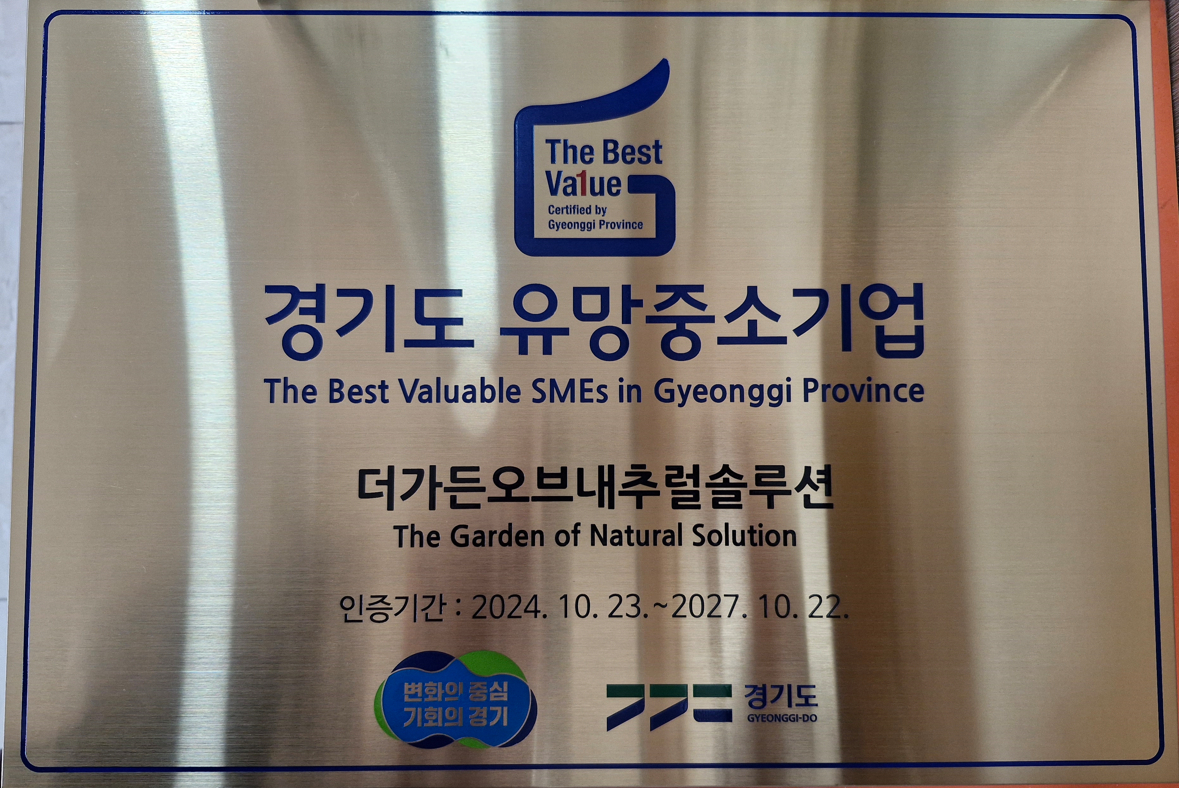 The Best
Va1ue
Certified by
Gyeonggi Province
경기도 유망중소기업
The Best Valuable SMEs in Gyeonggi Province
더가든오브내추럴솔루션
The Garden of Natural Solution
인증기간 : 2024. 10. 23.~2027. 10. 22.
변화의 중심
기회의 경기
경기도
GYEONGGI-DO